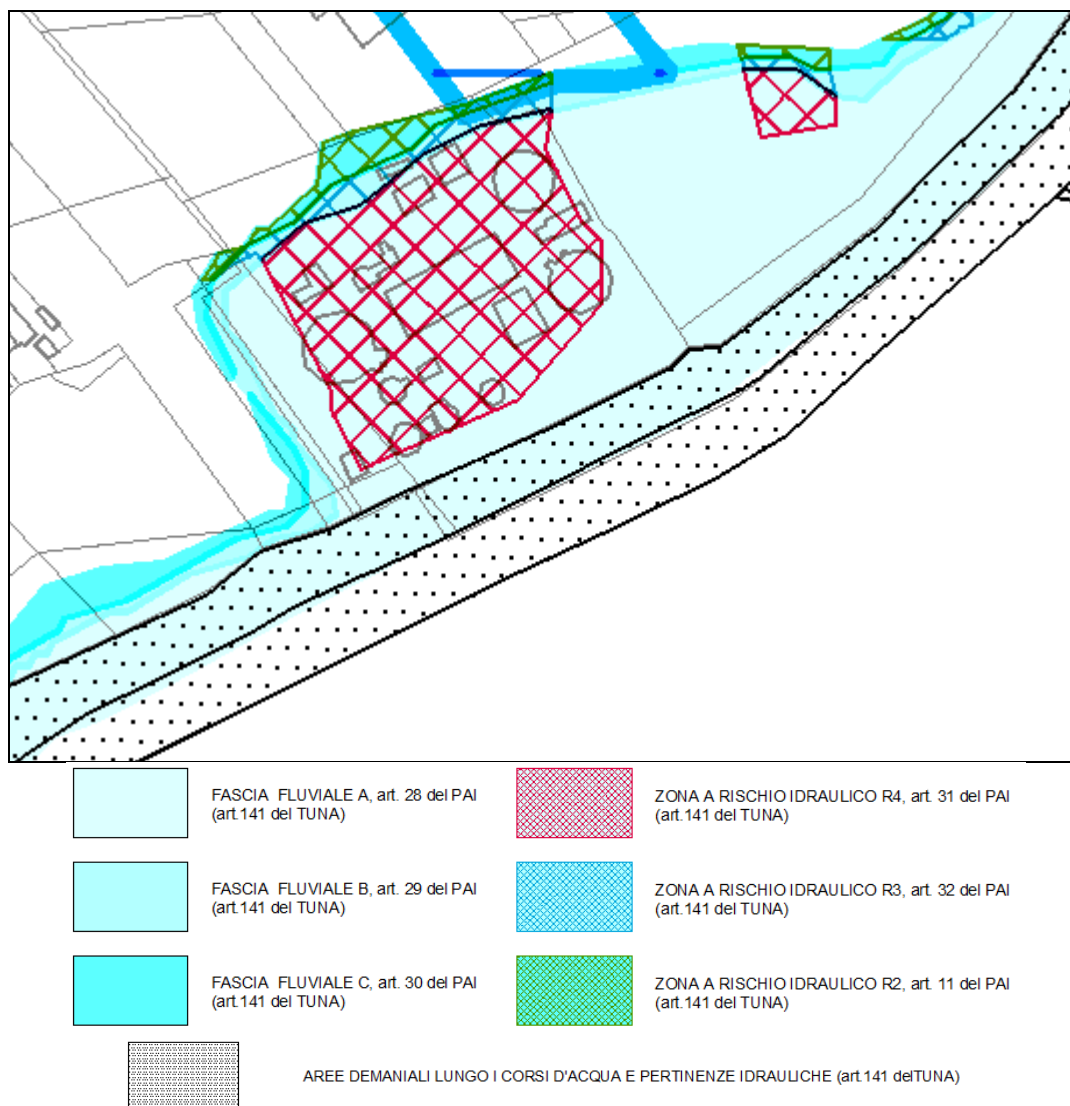 FASCIA FLUVIALE A, art. 28 del PAI
(art.141 del TUNA)
ZONA A RISCHIO IDRAULICO R4, art. 31 del PAI
(art.141 del TUNA)
FASCIA FLUVIALE B, art. 29 del PAI
(art.141 del TUNA)
ZONA A RISCHIO IDRAULICO R3, art. 32 del PAI
(art.141 del TUNA)
FASCIA FLUVIALE C, art. 30 del PAI
(art.141 del TUNA)
ZONA A RISCHIO IDRAULICO R2, art. 11 del PAI
(art.141 del TUNA)
AREE DEMANIALI LUNGO I CORSI D'ACQUA E PERTINENZE IDRAULICHE (art.141 delTUNA)